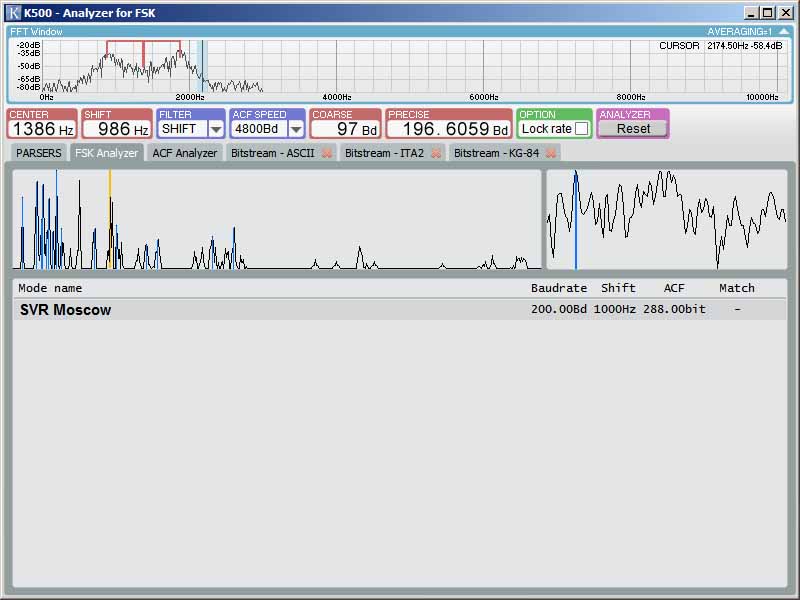 K500 - Analyzer for FSK
FFT Window AVERAGING=1
-20dB
-35dB
-50dB
-65dB
-80dB
CURSOR 2174.50Hz -58.4dB
0Hz 2000Hz 4000Hz 6000Hz 8000Hz 10000Hz
CENTER SHIFT FILTER ACF SPEED COARSE PRECISE OPTION ANALYZER
1386 Hz 986 Hz SHIFT 4800Bd 97 Bd 196.6059 Bd Lock rate Reset
PARSERS FSK Analyzer ACF Analyzer Bitstream - ASCII Bitstream - ITA2 Bitstream - KG-84
Mode name Baudrate Shift ACF Match
SVR Moscow 200.00Bd 1000Hz 288.00bit -